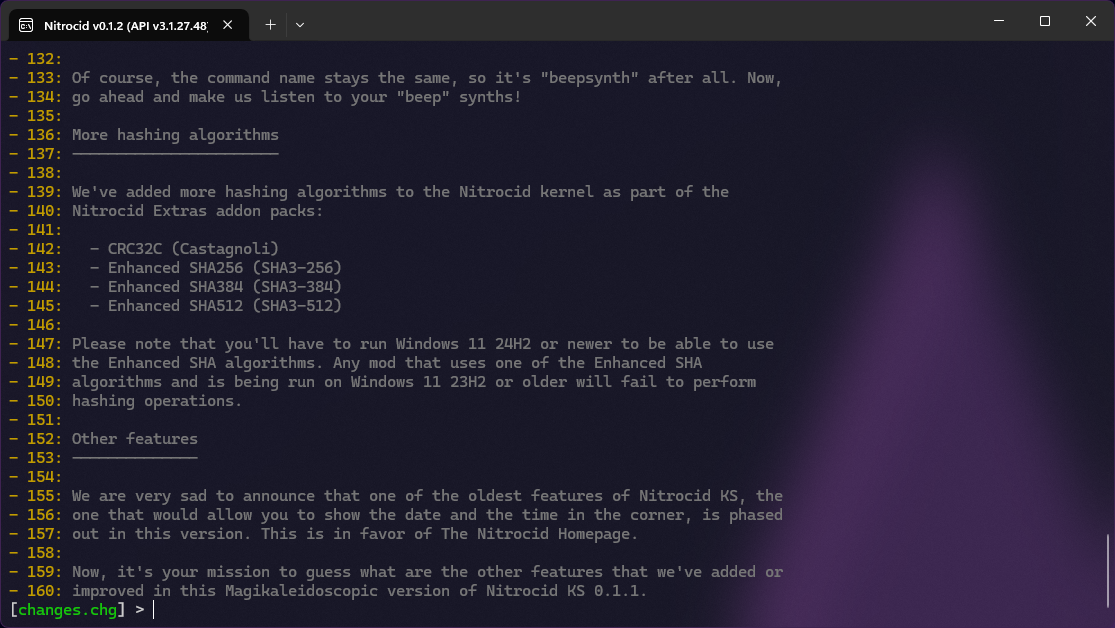 Nitrocid v0.1.2 (API v3.1.27.48)
- 132:
- 133: Of course, the command name stays the same, so it's "beepsynth" after all. Now,
- 134: go ahead and make us listen to your "beep" synths!
- 135:
- 136: More hashing algorithms
- 137: ───────────────────────
- 138:
- 139: We've added more hashing algorithms to the Nitrocid kernel as part of the
- 140: Nitrocid Extras addon packs:
- 141:
- 142:   - CRC32C (Castagnoli)
- 143:   - Enhanced SHA256 (SHA3-256)
- 144:   - Enhanced SHA384 (SHA3-384)
- 145:   - Enhanced SHA512 (SHA3-512)
- 146:
- 147: Please note that you'll have to run Windows 11 24H2 or newer to be able to use
- 148: the Enhanced SHA algorithms. Any mod that uses one of the Enhanced SHA
- 149: algorithms and is being run on Windows 11 23H2 or older will fail to perform
- 150: hashing operations.
- 151:
- 152: Other features
- 153: ──────────────
- 154:
- 155: We are very sad to announce that one of the oldest features of Nitrocid KS, the
- 156: one that would allow you to show the date and the time in the corner, is phased
- 157: out in this version. This is in favor of The Nitrocid Homepage.
- 158:
- 159: Now, it's your mission to guess what are the other features that we've added or
- 160: improved in this Magikaleidoscopic version of Nitrocid KS 0.1.1.
[changes.chg] >